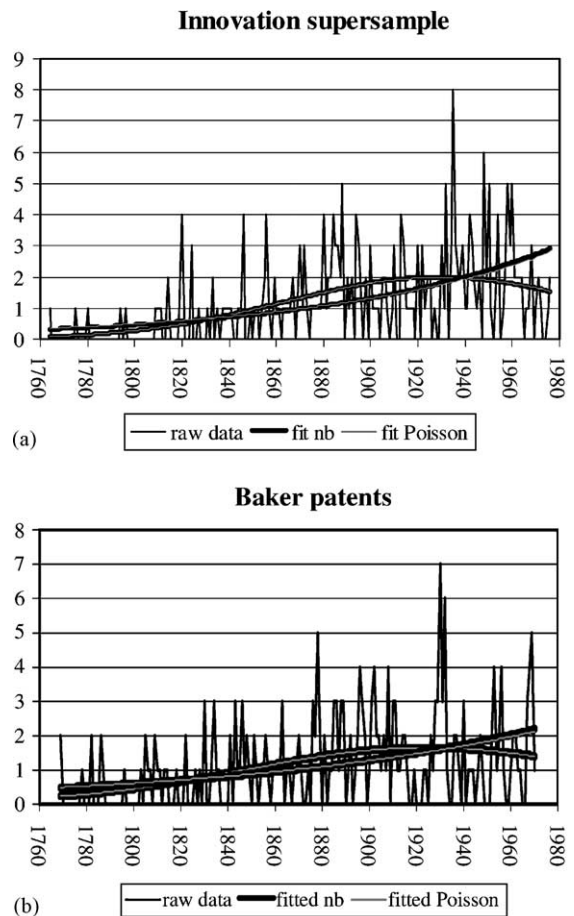 Innovation supersample
9
8
7
6
5
4
3
2
1
0
1760 1780 1800 1820 1840 1860 1880 1900 1920 1940 1960 1980
raw data fit nb fit Poisson
(a)
Baker patents
8
7
6
5
4
3
2
1
0
1760 1780 1800 1820 1840 1860 1880 1900 1920 1940 1960 1980
raw data fitted nb fitted Poisson
(b)